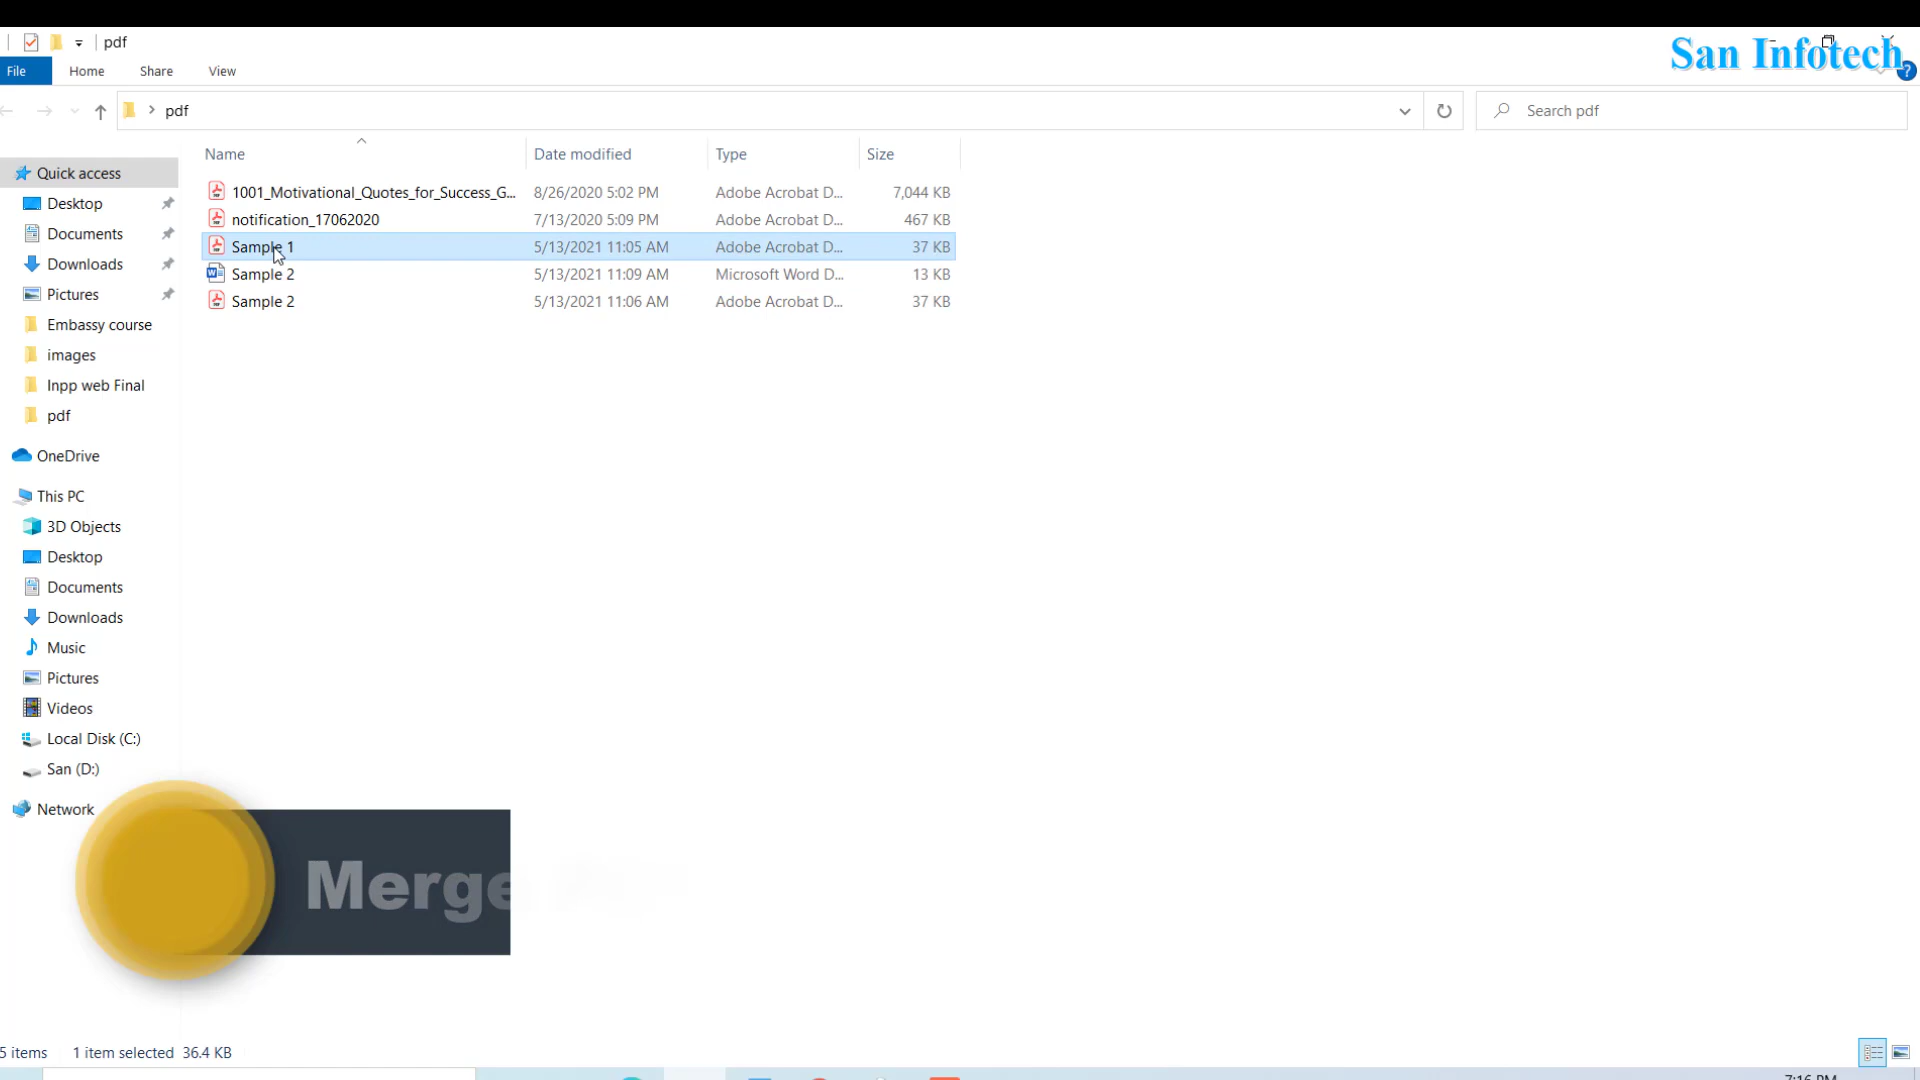 pdf
San Infotech
File Home Share View
pdf
Search pdf
Name Date modified Type Size
1001_Motivational_Quotes_for_Success_G... 8/26/2020 5:02 PM Adobe Acrobat D... 7,044 KB
notification_17062020 7/13/2020 5:09 PM Adobe Acrobat D... 467 KB
Sample 1 5/13/2021 11:05 AM Adobe Acrobat D... 37 KB
Sample 2 5/13/2021 11:09 AM Microsoft Word D... 13 KB
Sample 2 5/13/2021 11:06 AM Adobe Acrobat D... 37 KB
Quick access
Desktop
Documents
Downloads
Pictures
Embassy course
images
Inpp web Final
pdf
OneDrive
This PC
3D Objects
Desktop
Documents
Downloads
Music
Pictures
Videos
Local Disk (C:)
San (D:)
Network
Merge
5 items 1 item selected 36.4 KB
7:16 PM